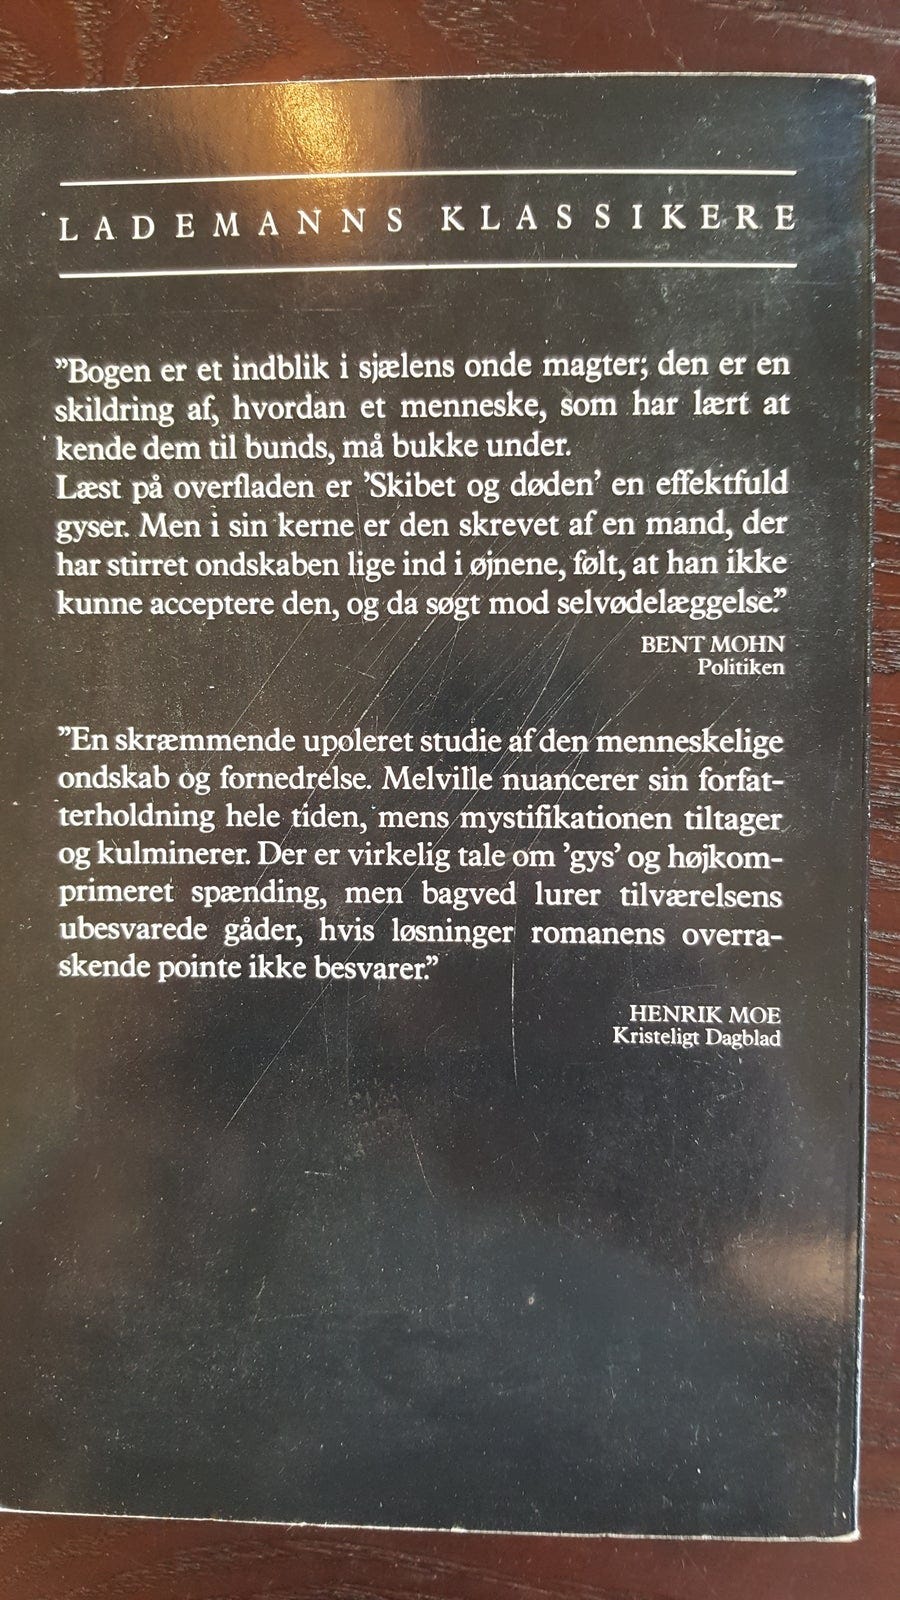 LADEMANNS KLASSIKERE
”Bogen er et indblik i sjælens onde magter; den er en
skildring af, hvordan et menneske, som har lært at
kende dem til bunds, må bukke under.
Læst på overfladen er ’Skibet og døden’ en effektfuld
gyser. Men i sin kerne er den skrevet af en mand, der
har stirret ondskaben lige ind i øjnene, følt, at han ikke
kunne acceptere den, og da søgt mod selvødelæggelse.”
BENT MOHN
Politiken
”En skræmmende upoleret studie af den menneskelige
ondskab og fornedrelse. Melville nuancerer sin forfat-
terholdning hele tiden, mens mystifikationen tiltager
og kulminerer. Der er virkelig tale om ’gys’ og højkom-
primeret spænding, men bagved lurer tilværelsens
ubesvarede gåder, hvis løsninger romanens overra-
skende pointe ikke besvarer.”
HENRIK MOE
Kristeligt Dagblad